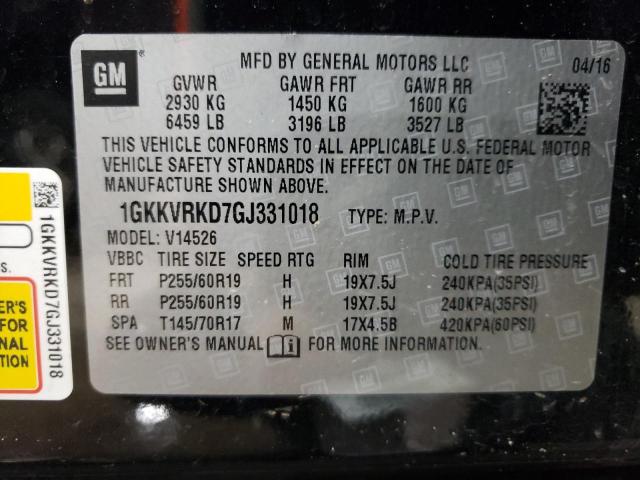 GM
MFD BY GENERAL MOTORS LLC 04/16
GVWR GAWR FRT GAWR RR
2930 KG 1450 KG 1600 KG
6459 LB 3196 LB 3527 LB
THIS VEHICLE CONFORMS TO ALL APPLICABLE U.S. FEDERAL MOTOR
VEHICLE SAFETY STANDARDS IN EFFECT ON THE DATE OF
MANUFACTURE SHOWN ABOVE.
1GKKVRKD7GJ331018 TYPE: M.P.V.
MODEL: V14526
VBBC TIRE SIZE SPEED RTG RIM COLD TIRE PRESSURE
FRT P255/60R19 H 19X7.5J 240KPA(35PSI)
RR P255/60R19 H 19X7.5J 240KPA(35PSI)
SPA T145/70R17 M 17X4.5B 420KPA(60PSI)
SEE OWNER'S MANUAL FOR MORE INFORMATION.
1GKKVRKD7GJ331018
S.
ER'S
FOR
NAL
ON